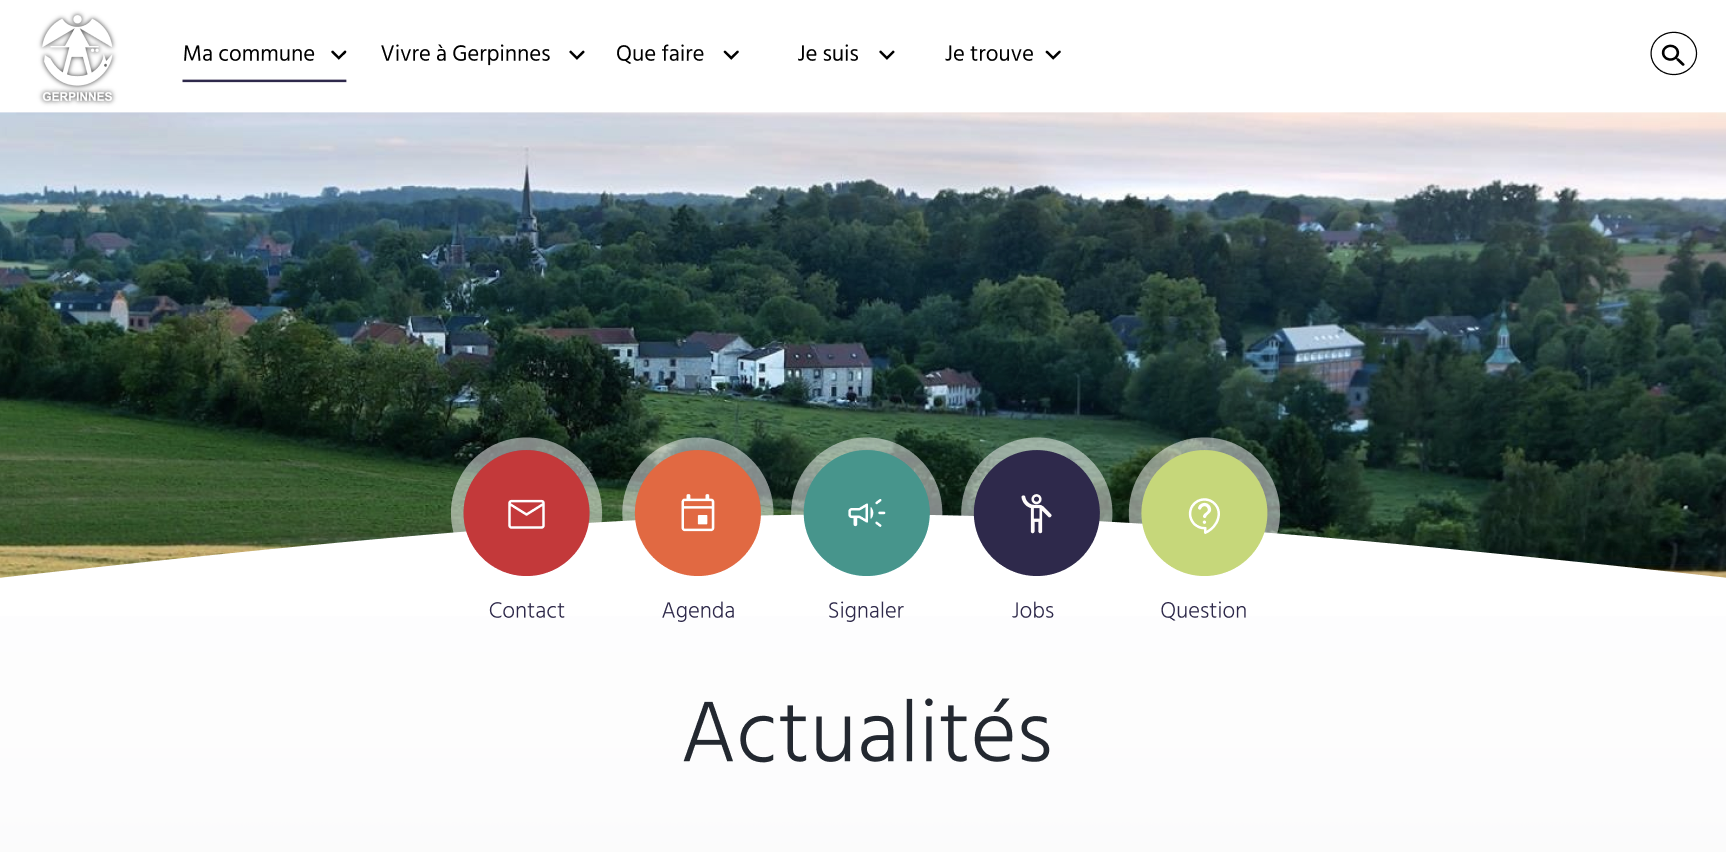 GERPINNES
Ma commune
Vivre à Gerpinnes
Que faire
Je suis
Je trouve
Contact
Agenda
Signaler
Jobs
Question
Actualités